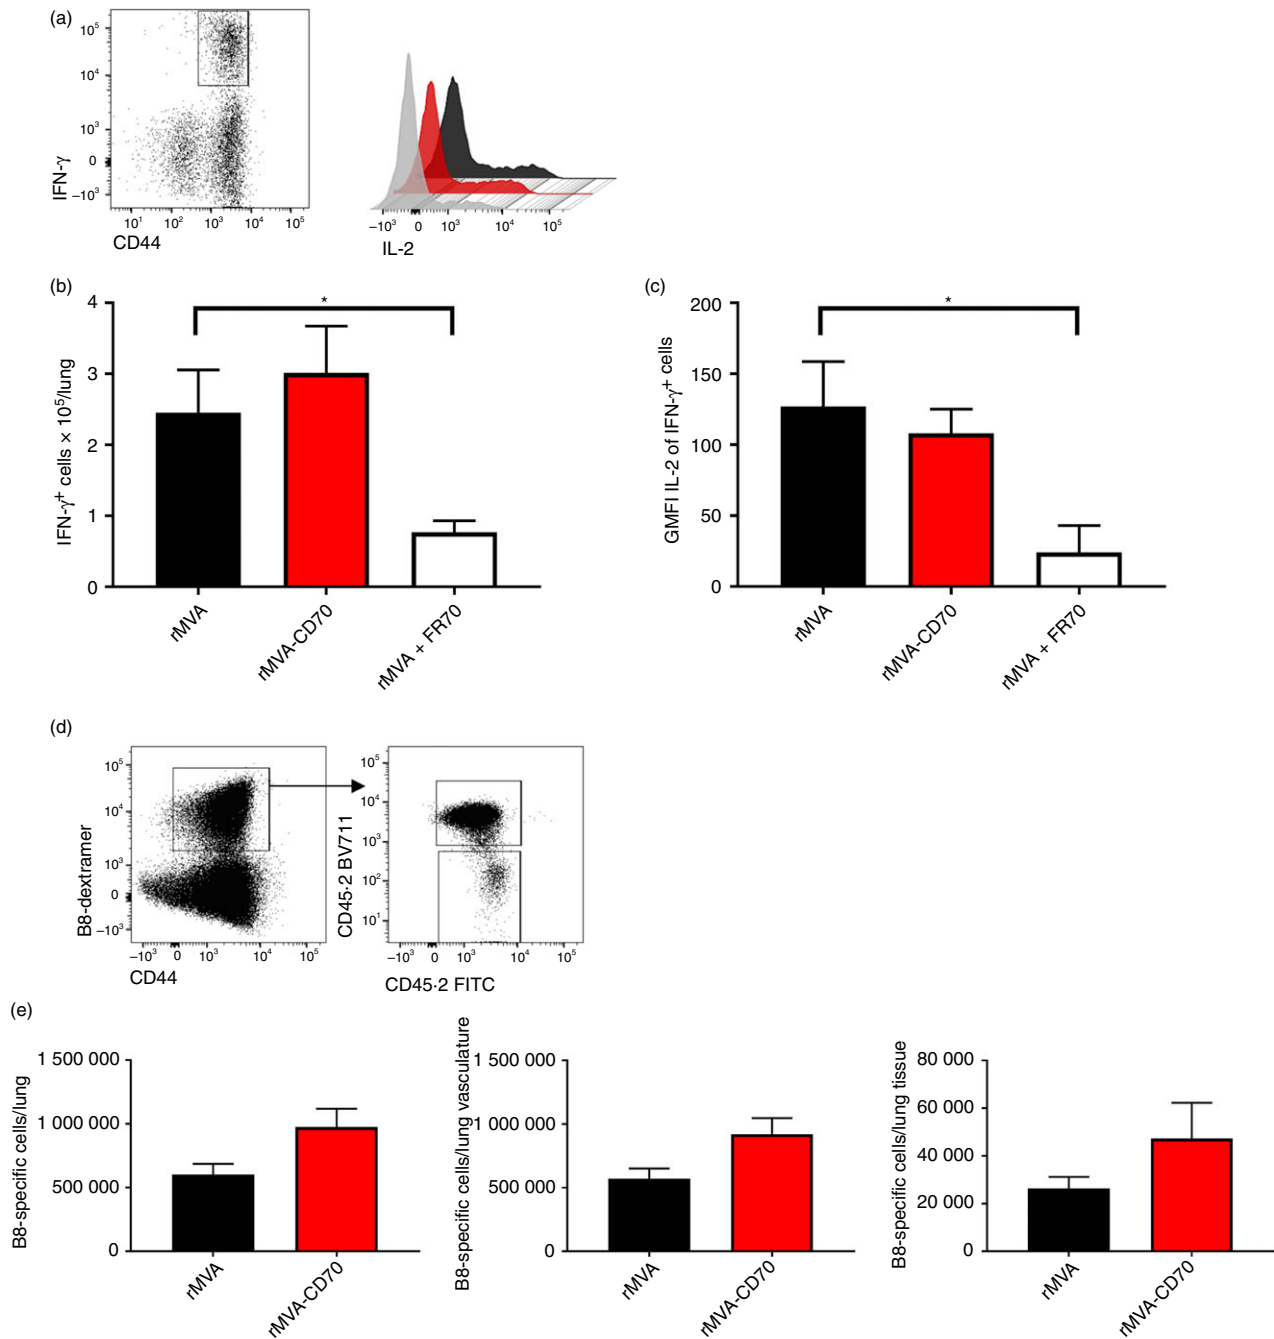 (a)
10⁵
10⁴
10³
0
−10³
IFN-γ
10¹ 10² 10³ 10⁴ 10⁵
CD44
−10³ 0 10³ 10⁴ 10⁵
IL-2
(b)
4
3
2
1
0
IFN-γ⁺ cells × 10⁵/lung
*
rMVA
rMVA-CD70
rMVA + FR70
(c)
200
150
100
50
0
GMFI IL-2 of IFN-γ⁺ cells
*
rMVA
rMVA-CD70
rMVA + FR70
(d)
10⁵
10⁴
10³
0
−10³
B8-dextramer
−10³ 0 10³ 10⁴ 10⁵
CD44
10⁵
10⁴
10³
10²
10¹
CD45·2 BV711
−10³ 0 10³ 10⁴ 10⁵
CD45·2 FITC
(e)
1 500 000
1 000 000
500 000
0
B8-specific cells/lung
rMVA
rMVA-CD70
1 500 000
1 000 000
500 000
0
B8-specific cells/lung vasculature
rMVA
rMVA-CD70
80 000
60 000
40 000
20 000
0
B8-specific cells/lung tissue
rMVA
rMVA-CD70